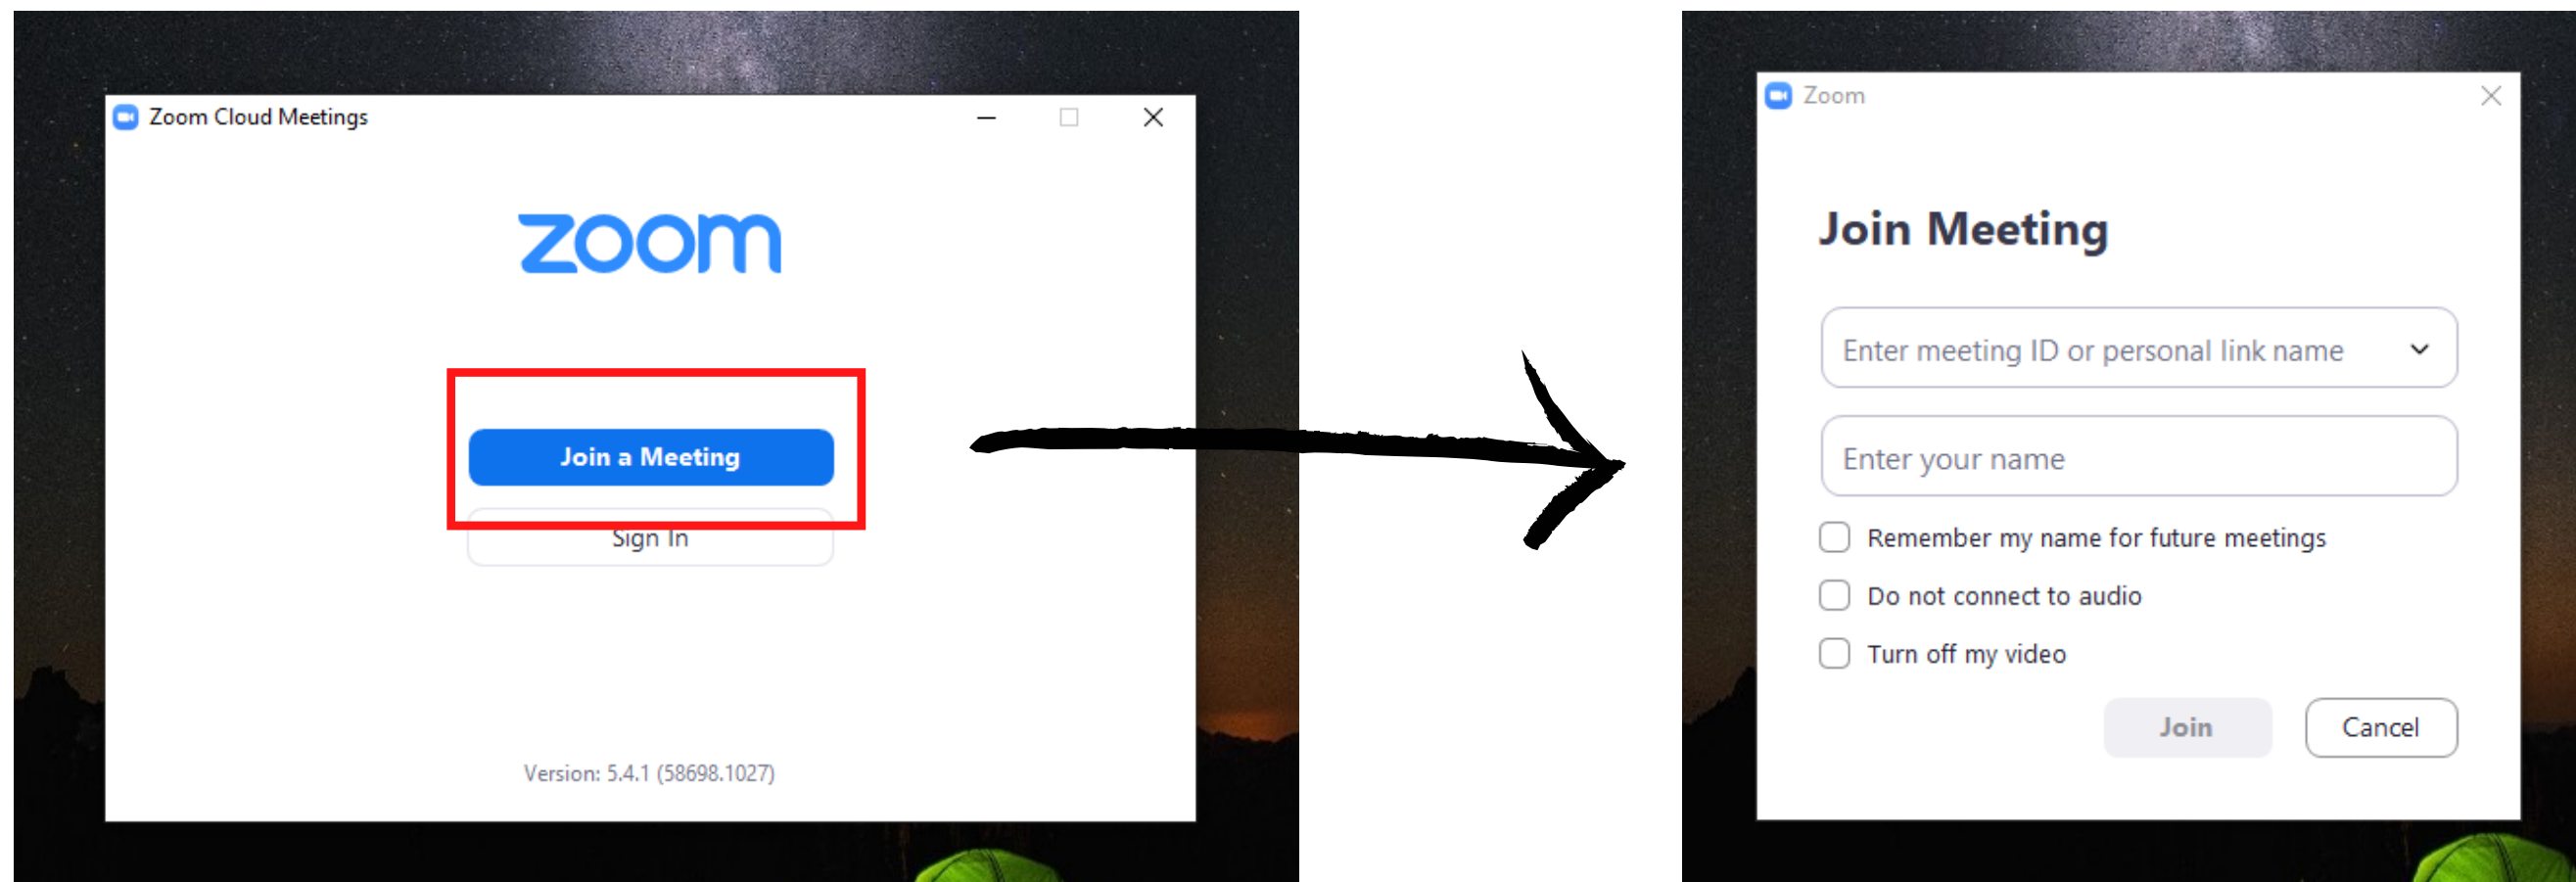 Zoom Cloud Meetings
zoom
Join a Meeting
Sign In
Version: 5.4.1 (58698.1027)
Zoom
Join Meeting
Enter meeting ID or personal link name
Enter your name
Remember my name for future meetings
Do not connect to audio
Turn off my video
Join
Cancel